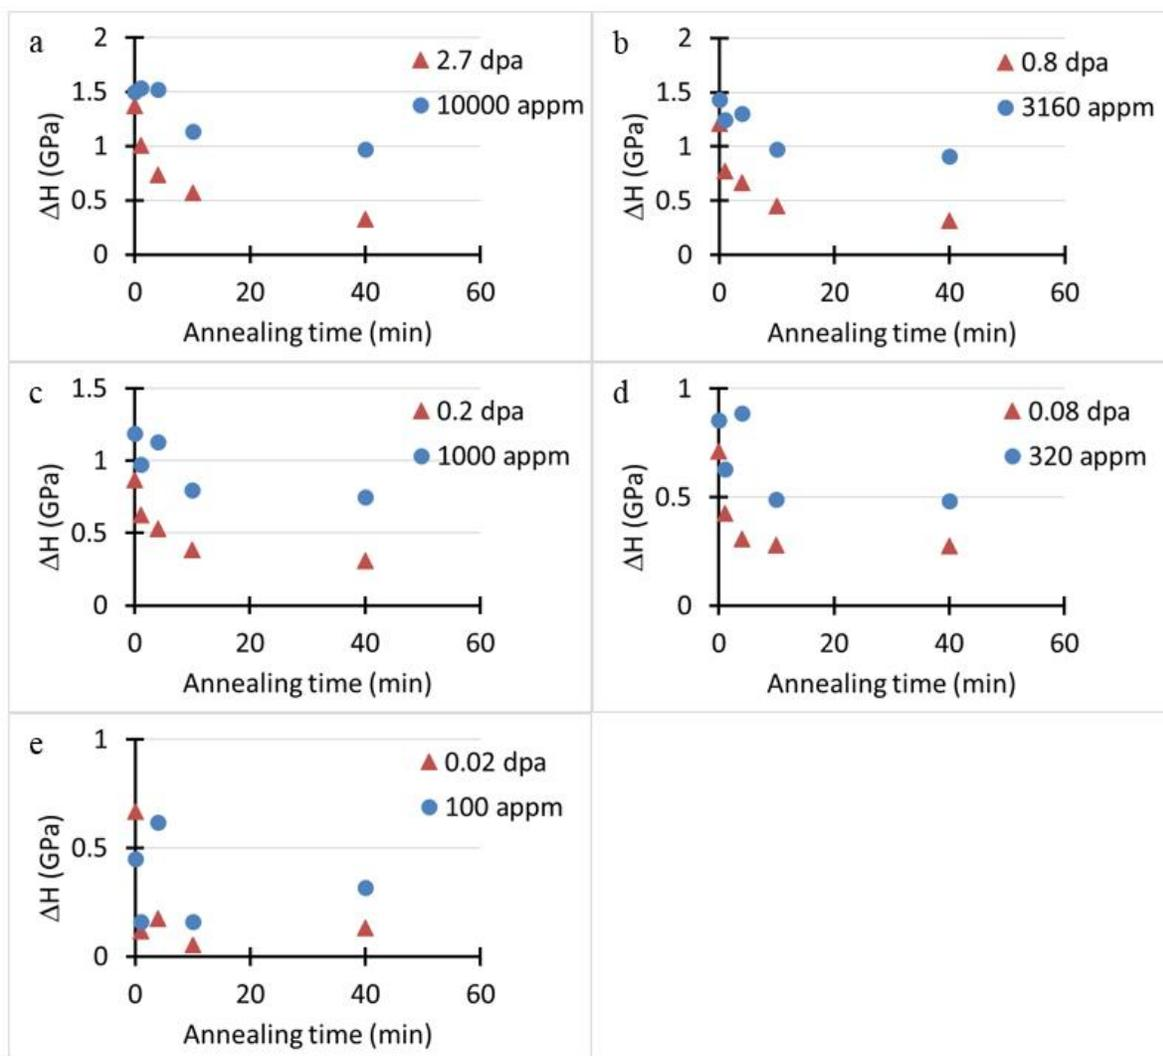 a
2
1.5
1
0.5
0
ΔH (GPa)
2.7 dpa
10000 appm
0 20 40 60
Annealing time (min)
b
2
1.5
1
0.5
0
ΔH (GPa)
0.8 dpa
3160 appm
0 20 40 60
Annealing time (min)
c
1.5
1
0.5
0
ΔH (GPa)
0.2 dpa
1000 appm
0 20 40 60
Annealing time (min)
d
1
0.5
0
ΔH (GPa)
0.08 dpa
320 appm
0 20 40 60
Annealing time (min)
e
1
0.5
0
ΔH (GPa)
0.02 dpa
100 appm
0 20 40 60
Annealing time (min)